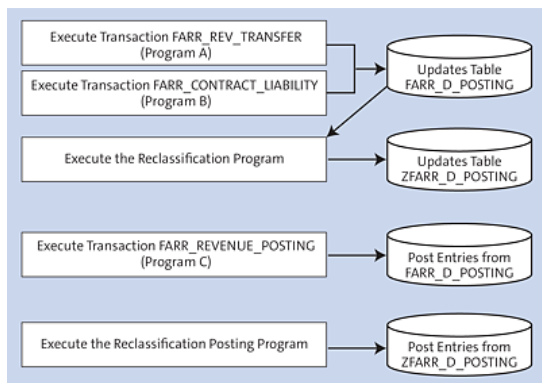 Execute Transaction FARR_REV_TRANSFER
(Program A)
Execute Transaction FARR_CONTRACT_LIABILITY
(Program B)
Updates Table
FARR_D_POSTING
Execute the Reclassification Program
Updates Table
ZFARR_D_POSTING
Execute Transaction FARR_REVENUE_POSTING
(Program C)
Post Entries from
FARR_D_POSTING
Execute the Reclassification Posting Program
Post Entries from
ZFARR_D_POSTING